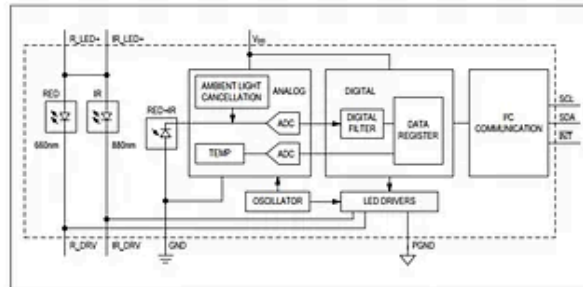 R_LED+ IR_LED+ VDD
RED IR
660nm 880nm
RED+IR
AMBIENT LIGHT
CANCELLATION
ANALOG
ADC
TEMP
ADC
DIGITAL
DIGITAL
FILTER
DATA
REGISTER
I²C
COMMUNICATION
SCL
SDA
INT
OSCILLATOR
LED DRIVERS
R_DRV IR_DRV GND PGND